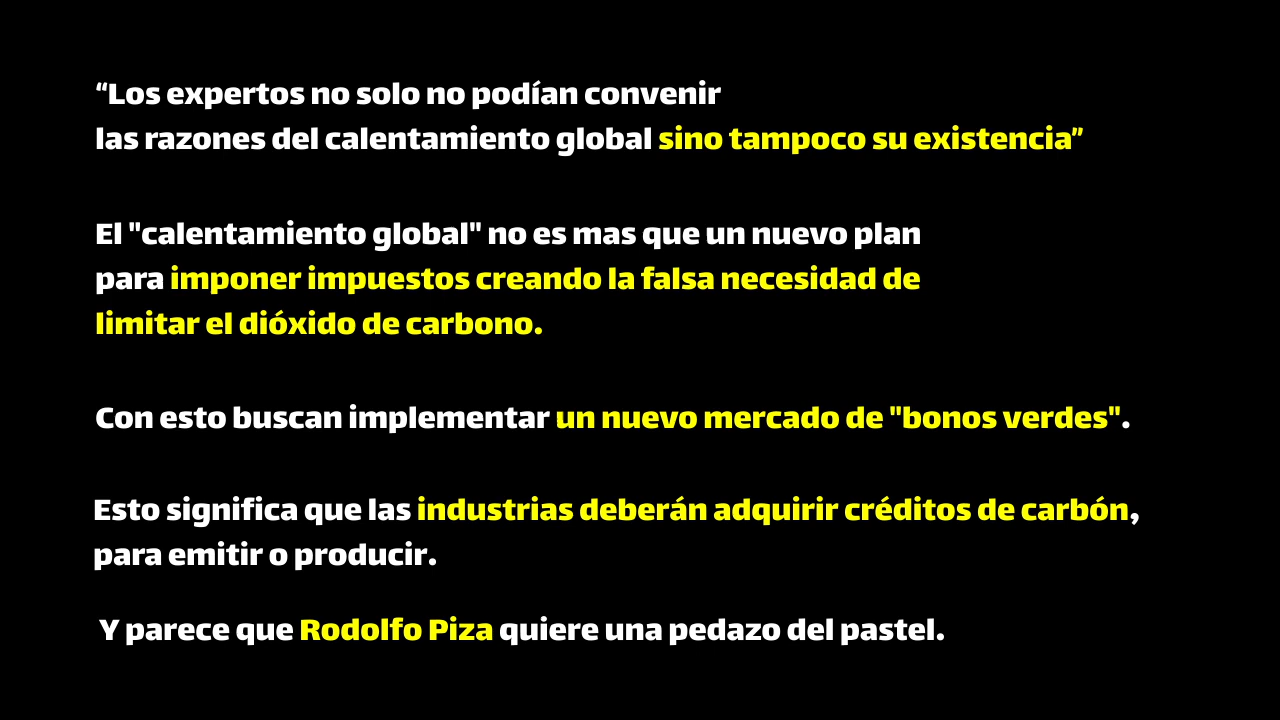 “Los expertos no solo no podían convenir
las razones del calentamiento global sino tampoco su existencia”
El "calentamiento global" no es mas que un nuevo plan
para imponer impuestos creando la falsa necesidad de
limitar el dióxido de carbono.
Con esto buscan implementar un nuevo mercado de "bonos verdes".
Esto significa que las industrias deberán adquirir créditos de carbón,
para emitir o producir.
Y parece que Rodolfo Piza quiere una pedazo del pastel.